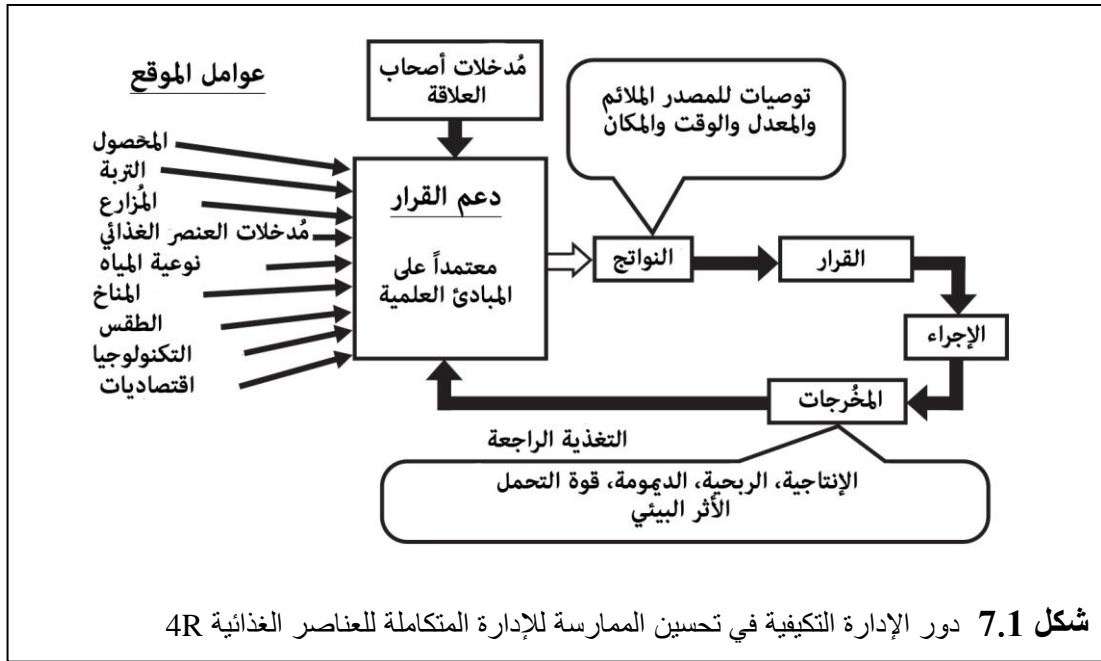 عوامل الموقع
المحصول
التربة
المُزارع
مُدخلات العنصر الغذائي
نوعية المياه
المناخ
الطقس
التكنولوجيا
اقتصاديات
مُدخلات أصحاب
العلاقة
دعم القرار
معتمداً على
المبادئ العلمية
توصيات للمصدر الملائم
والمعدل والوقت والمكان
النواتج
القرار
الإجراء
المخُرجات
التغذية الراجعة
الإنتاجية، الربحية، الديمومة، قوة التحمل
الأثر البيئي
شكل 7.1 دور الإدارة التكيفية في تحسين الممارسة للإدارة المتكاملة للعناصر الغذائية 4R